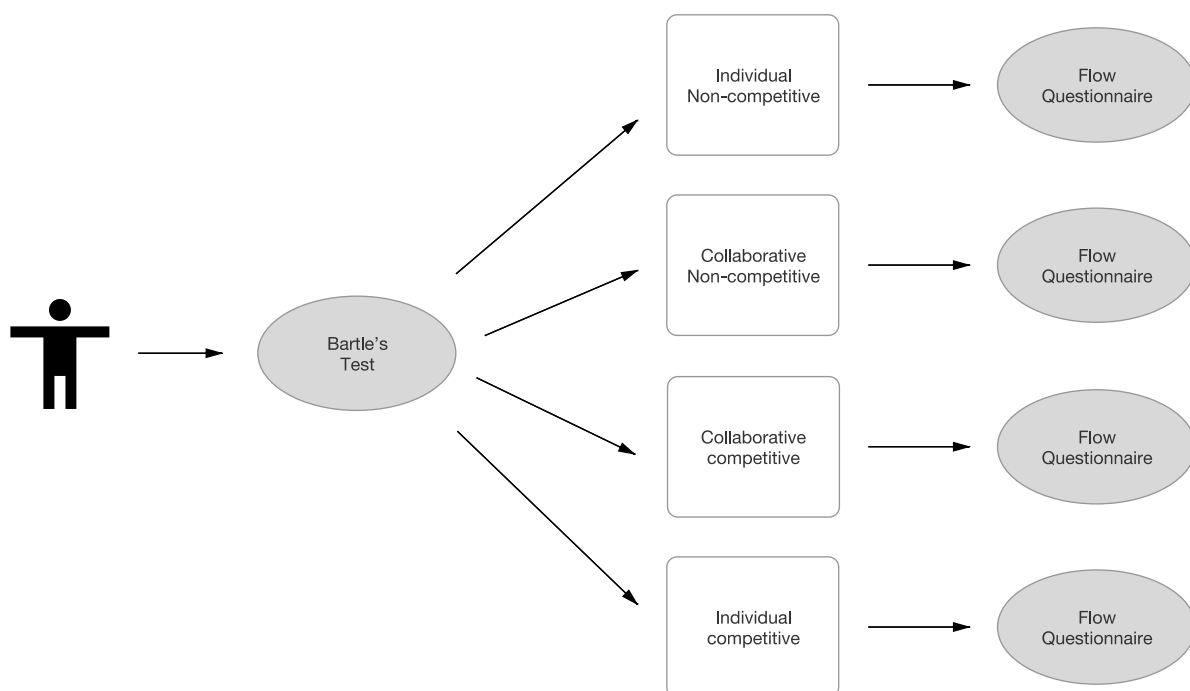 Individual
Non-competitive
Flow
Questionnaire
Collaborative
Non-competitive
Flow
Questionnaire
Bartle's
Test
Collaborative
competitive
Flow
Questionnaire
Individual
competitive
Flow
Questionnaire